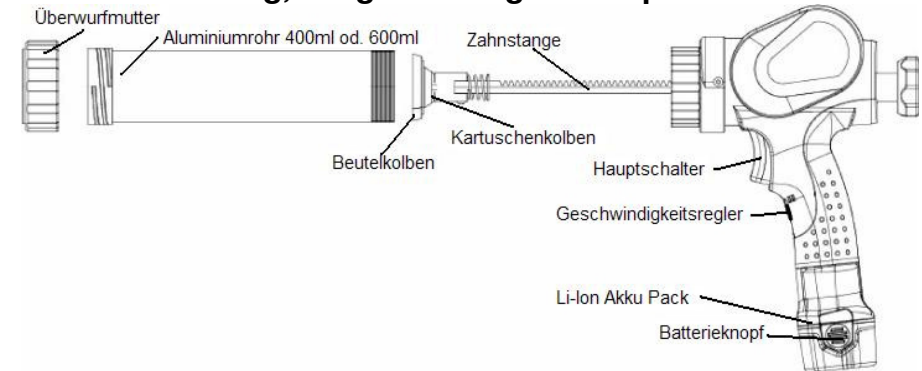 Überwurfmutter
Aluminiumrohr 400ml od. 600ml
Zahnstange
Kartuschenkolben
Beutelkolben
Hauptschalter
Geschwindigkeitsregler
Li-Ion Akku Pack
Batterieknopf